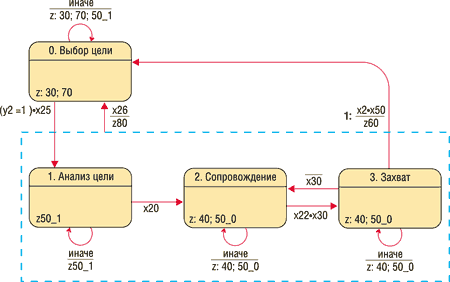 иначе
z: 30; 70; 50_1
0. Выбор цели
z: 30; 70
(y2 =1 )•x25
x26
z80
1: x2•x50
z60
1. Анализ цели
z50_1
x20
2. Сопровождение
z: 40; 50_0
x30
x22•x30
3. Захват
z: 40; 50_0
иначе
z50_1
иначе
z: 40; 50_0
иначе
z: 40; 50_0